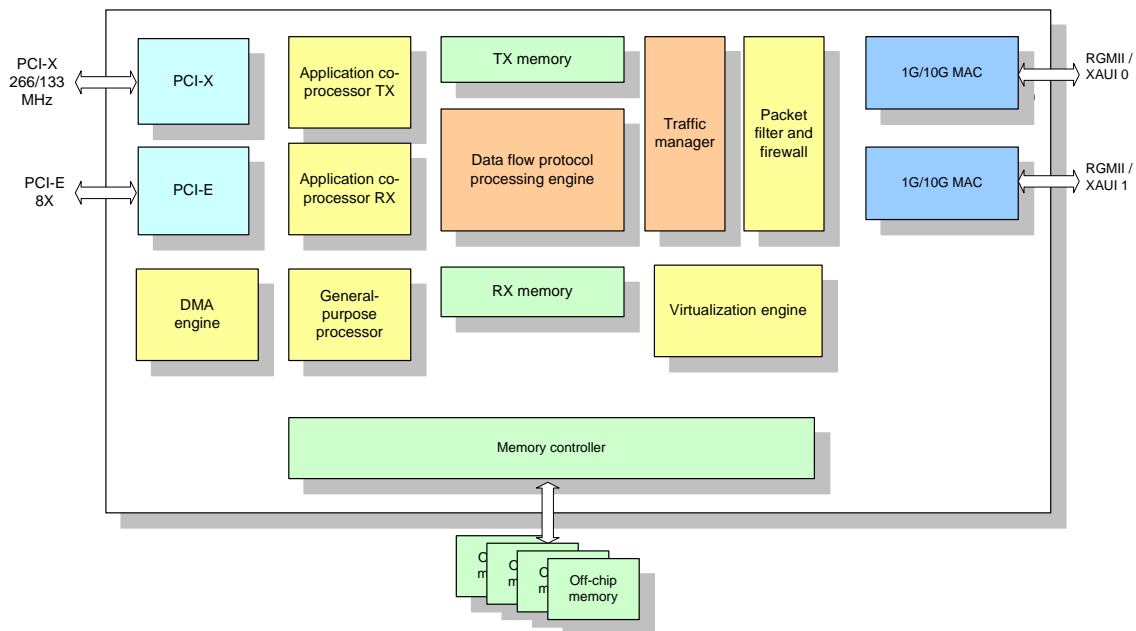 PCI-X
266/133
MHz
PCI-X
Application co-
processor TX
TX memory
Traffic
manager
Packet
filter and
firewall
1G/10G MAC
RGMII /
XAUI 0
PCI-E
8X
PCI-E
Application co-
processor RX
Data flow protocol
processing engine
1G/10G MAC
RGMII /
XAUI 1
DMA
engine
General-
purpose
processor
RX memory
Virtualization engine
Memory controller
O
m
O
m
O
m
Off-chip
memory